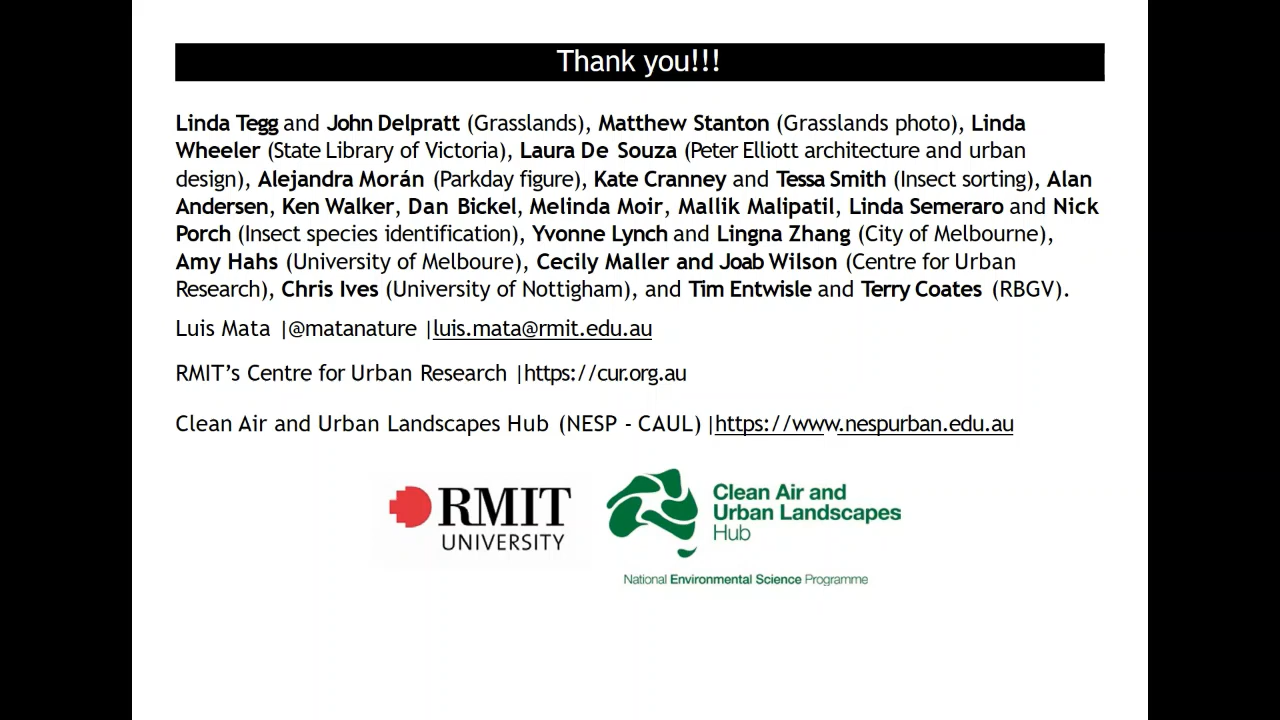 Thank you!!!
Linda Tegg and John Delpratt (Grasslands), Matthew Stanton (Grasslands photo), Linda
Wheeler (State Library of Victoria), Laura De Souza (Peter Elliott architecture and urban
design), Alejandra Morán (Parkday figure), Kate Cranney and Tessa Smith (Insect sorting), Alan
Andersen, Ken Walker, Dan Bickel, Melinda Moir, Mallik Malipatil, Linda Semeraro and Nick
Porch (Insect species identification), Yvonne Lynch and Lingna Zhang (City of Melbourne),
Amy Hahs (University of Melboure), Cecily Maller and Joab Wilson (Centre for Urban
Research), Chris Ives (University of Nottigham), and Tim Entwisle and Terry Coates (RBGV).
Luis Mata |@matanature |luis.mata@rmit.edu.au
RMIT’s Centre for Urban Research |https://cur.org.au
Clean Air and Urban Landscapes Hub (NESP - CAUL) |https://www.nespurban.edu.au
RMIT
UNIVERSITY
Clean Air and
Urban Landscapes
Hub
National Environmental Science Programme